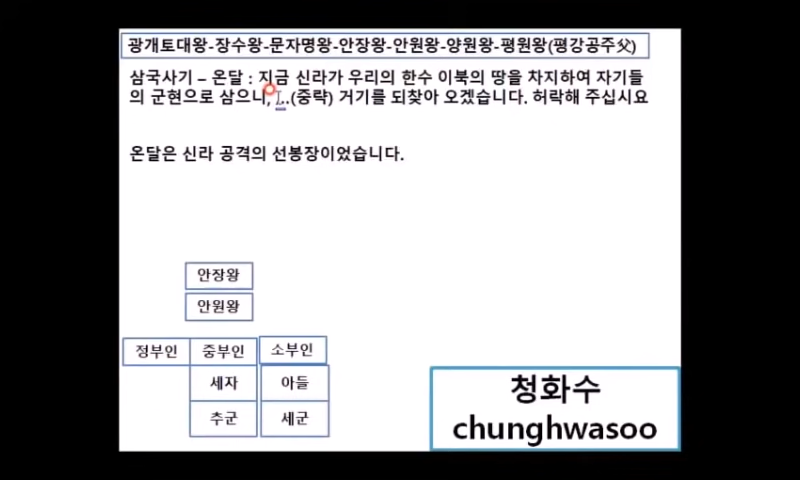 광개토대왕-장수왕-문자명왕-안장왕-안원왕-양원왕-평원왕(평강공주父)
삼국사기 – 온달 : 지금 신라가 우리의 한수 이북의 땅을 차지하여 자기들
의 군현으로 삼으니, ...(중략) 거기를 되찾아 오겠습니다. 허락해 주십시요
온달은 신라 공격의 선봉장이었습니다.
안장왕
안원왕
정부인 중부인 소부인
세자 아들
추군 세군
청화수
chunghwasoo